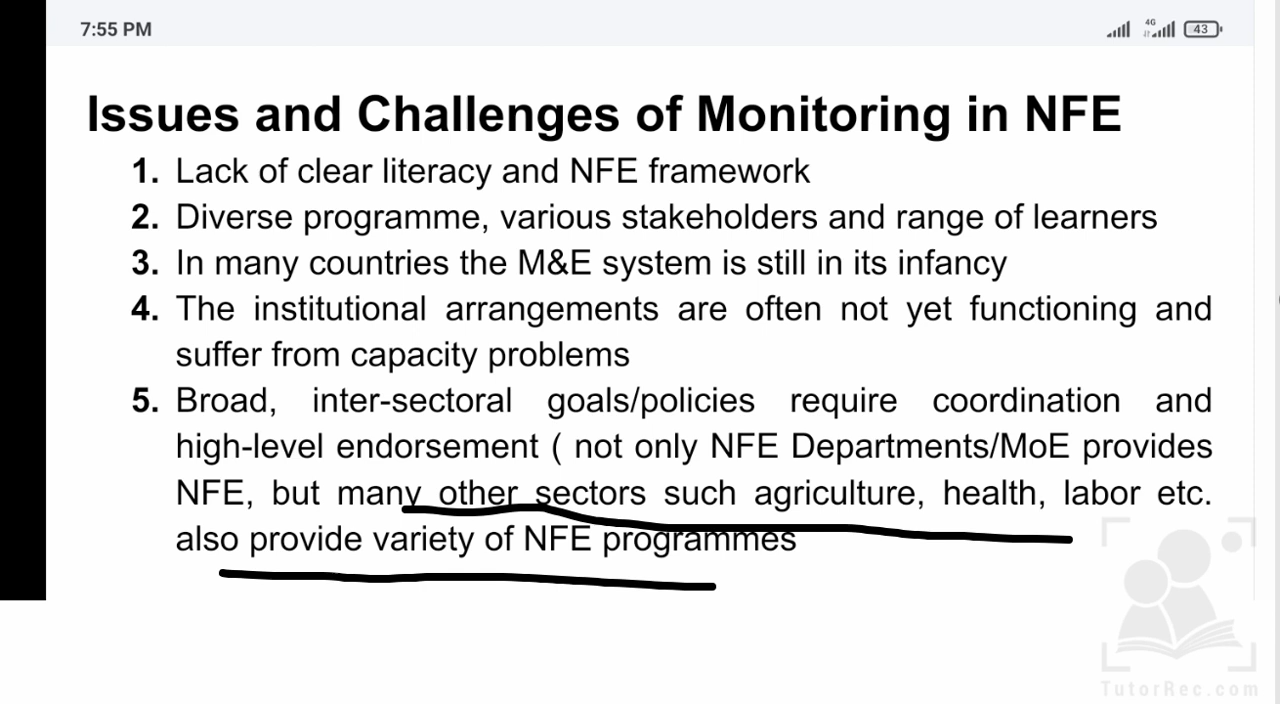 7:55 PM
4G
43
Issues and Challenges of Monitoring in NFE
1. Lack of clear literacy and NFE framework
2. Diverse programme, various stakeholders and range of learners
3. In many countries the M&E system is still in its infancy
4. The institutional arrangements are often not yet functioning and
suffer from capacity problems
5. Broad, inter-sectoral goals/policies require coordination and
high-level endorsement ( not only NFE Departments/MoE provides
NFE, but many other sectors such agriculture, health, labor etc.
also provide variety of NFE programmes
TutorRec.com